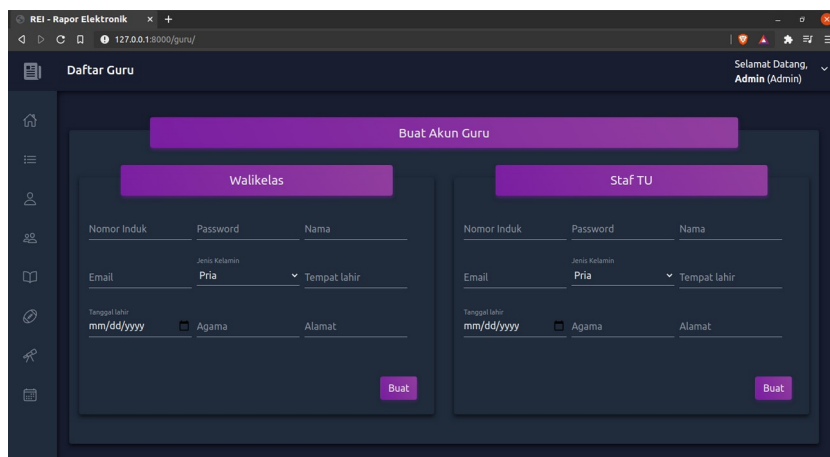 REI - Rapor Elektronik
127.0.0.1:8000/guru/
Daftar Guru
Selamat Datang,
Admin (Admin)
Buat Akun Guru
Walikelas
Nomor Induk Password Nama
Jenis Kelamin
Email Pria Tempat lahir
Tanggal lahir
mm/dd/yyyy Agama Alamat
Buat
Staf TU
Nomor Induk Password Nama
Jenis Kelamin
Email Pria Tempat lahir
Tanggal lahir
mm/dd/yyyy Agama Alamat
Buat